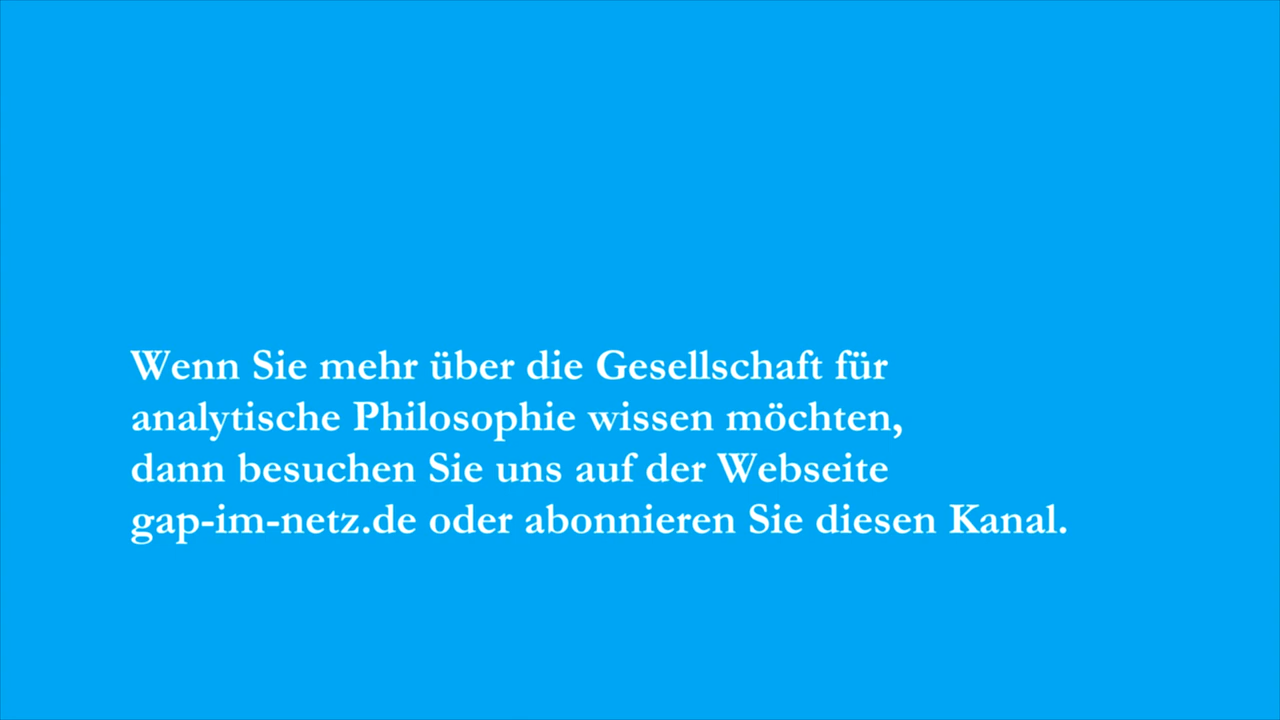 Wenn Sie mehr über die Gesellschaft für
analytische Philosophie wissen möchten,
dann besuchen Sie uns auf der Webseite
gap-im-netz.de oder abonnieren Sie diesen Kanal.